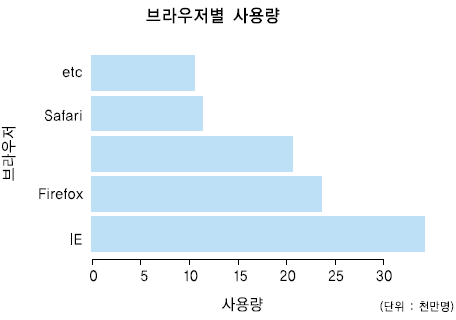 브라우저별 사용량
etc
Safari
브라우저
Firefox
IE
0 5 10 15 20 25 30
사용량
(단위 : 천만명)